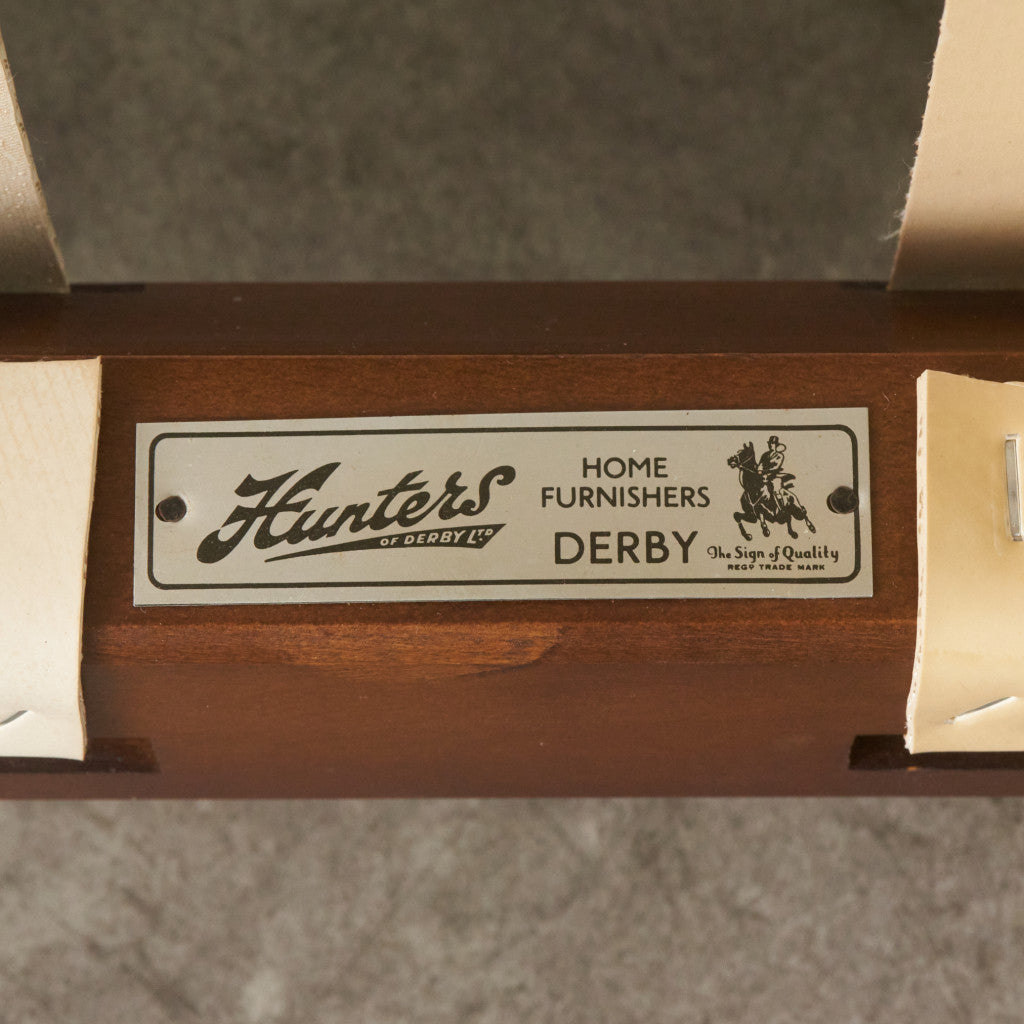 Hunters
OF DERBY LTD
HOME
FURNISHERS
DERBY
The Sign of Quality
REGD TRADE MARK